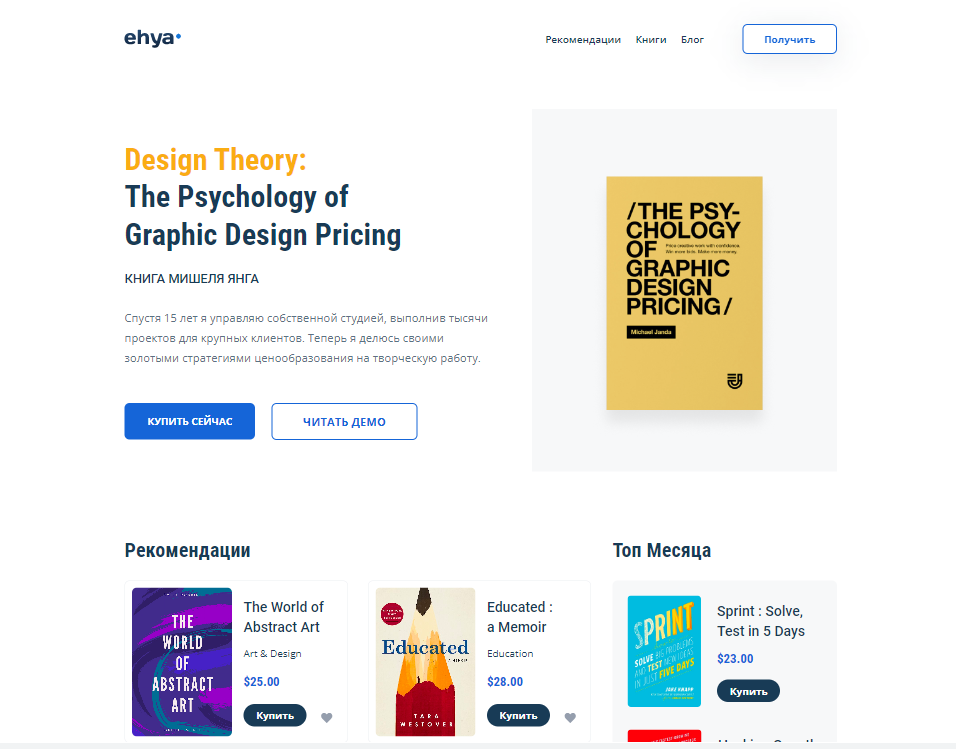 ehya
Рекомендации Книги Блог Получить
Design Theory:
The Psychology of
Graphic Design Pricing
КНИГА МИШЕЛЯ ЯНГА
Спустя 15 лет я управляю собственной студией, выполнив тысячи
проектов для крупных клиентов. Теперь я делюсь своими
золотыми стратегиями ценообразования на творческую работу.
КУПИТЬ СЕЙЧАС ЧИТАТЬ ДЕМО
/THE PSY-
CHOLOGY
OF
Price creative work with confidence.
Win more bids. Make more money.
GRAPHIC
DESIGN
PRICING/
Michael Janda
Рекомендации
THE
WORLD
OF
ABSTRACT
ART
The World of
Abstract Art
Art & Design
$25.00
Купить
Educated
TARA
WESTOVER
Educated :
a Memoir
Education
$28.00
Купить
Топ Месяца
SPRINT
SOLVE BIG PROBLEMS
AND TEST NEW IDEAS
IN JUST FIVE DAYS
JAKE KNAPP
Sprint : Solve,
Test in 5 Days
$23.00
Купить